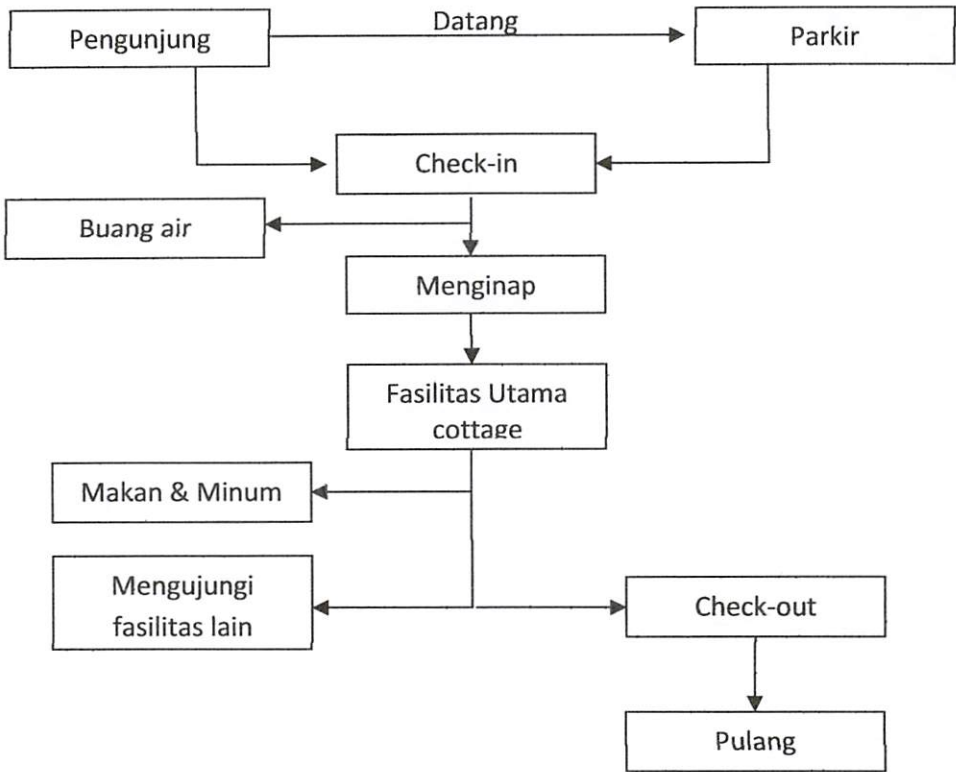 Pengunjung
Datang
Parkir
Check-in
Buang air
Menginap
Fasilitas Utama
cottage
Makan & Minum
Mengujungi
fasilitas lain
Check-out
Pulang